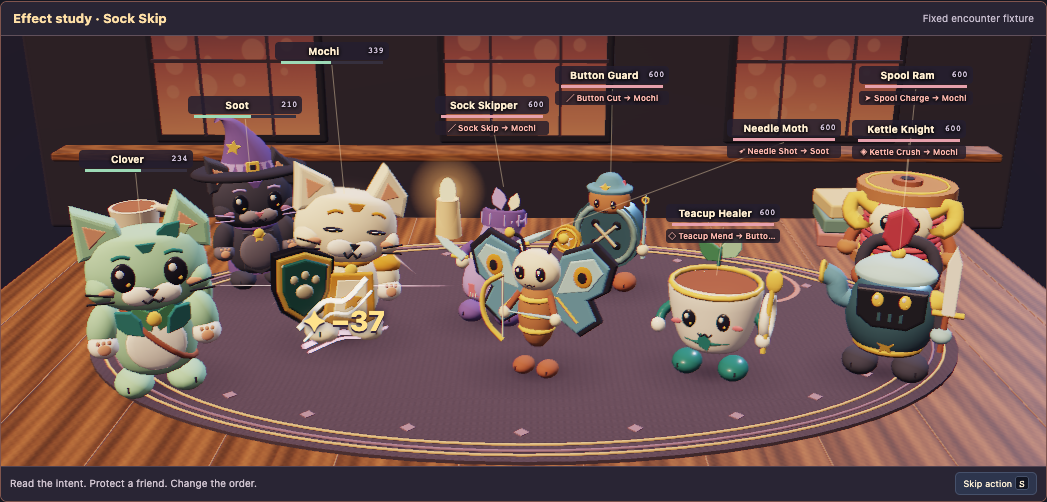 Effect study · Sock Skip
Fixed encounter fixture
Mochi 339
Button Guard 600
Button Cut → Mochi
Spool Ram 600
Spool Charge → Mochi
Soot 210
Sock Skipper 600
Sock Skip → Mochi
Needle Moth 600
Needle Shot → Soot
Kettle Knight 600
Kettle Crush → Mochi
Clover 234
Teacup Healer 600
Teacup Mend → Butto...
-37
Read the intent. Protect a friend. Change the order.
Skip action S